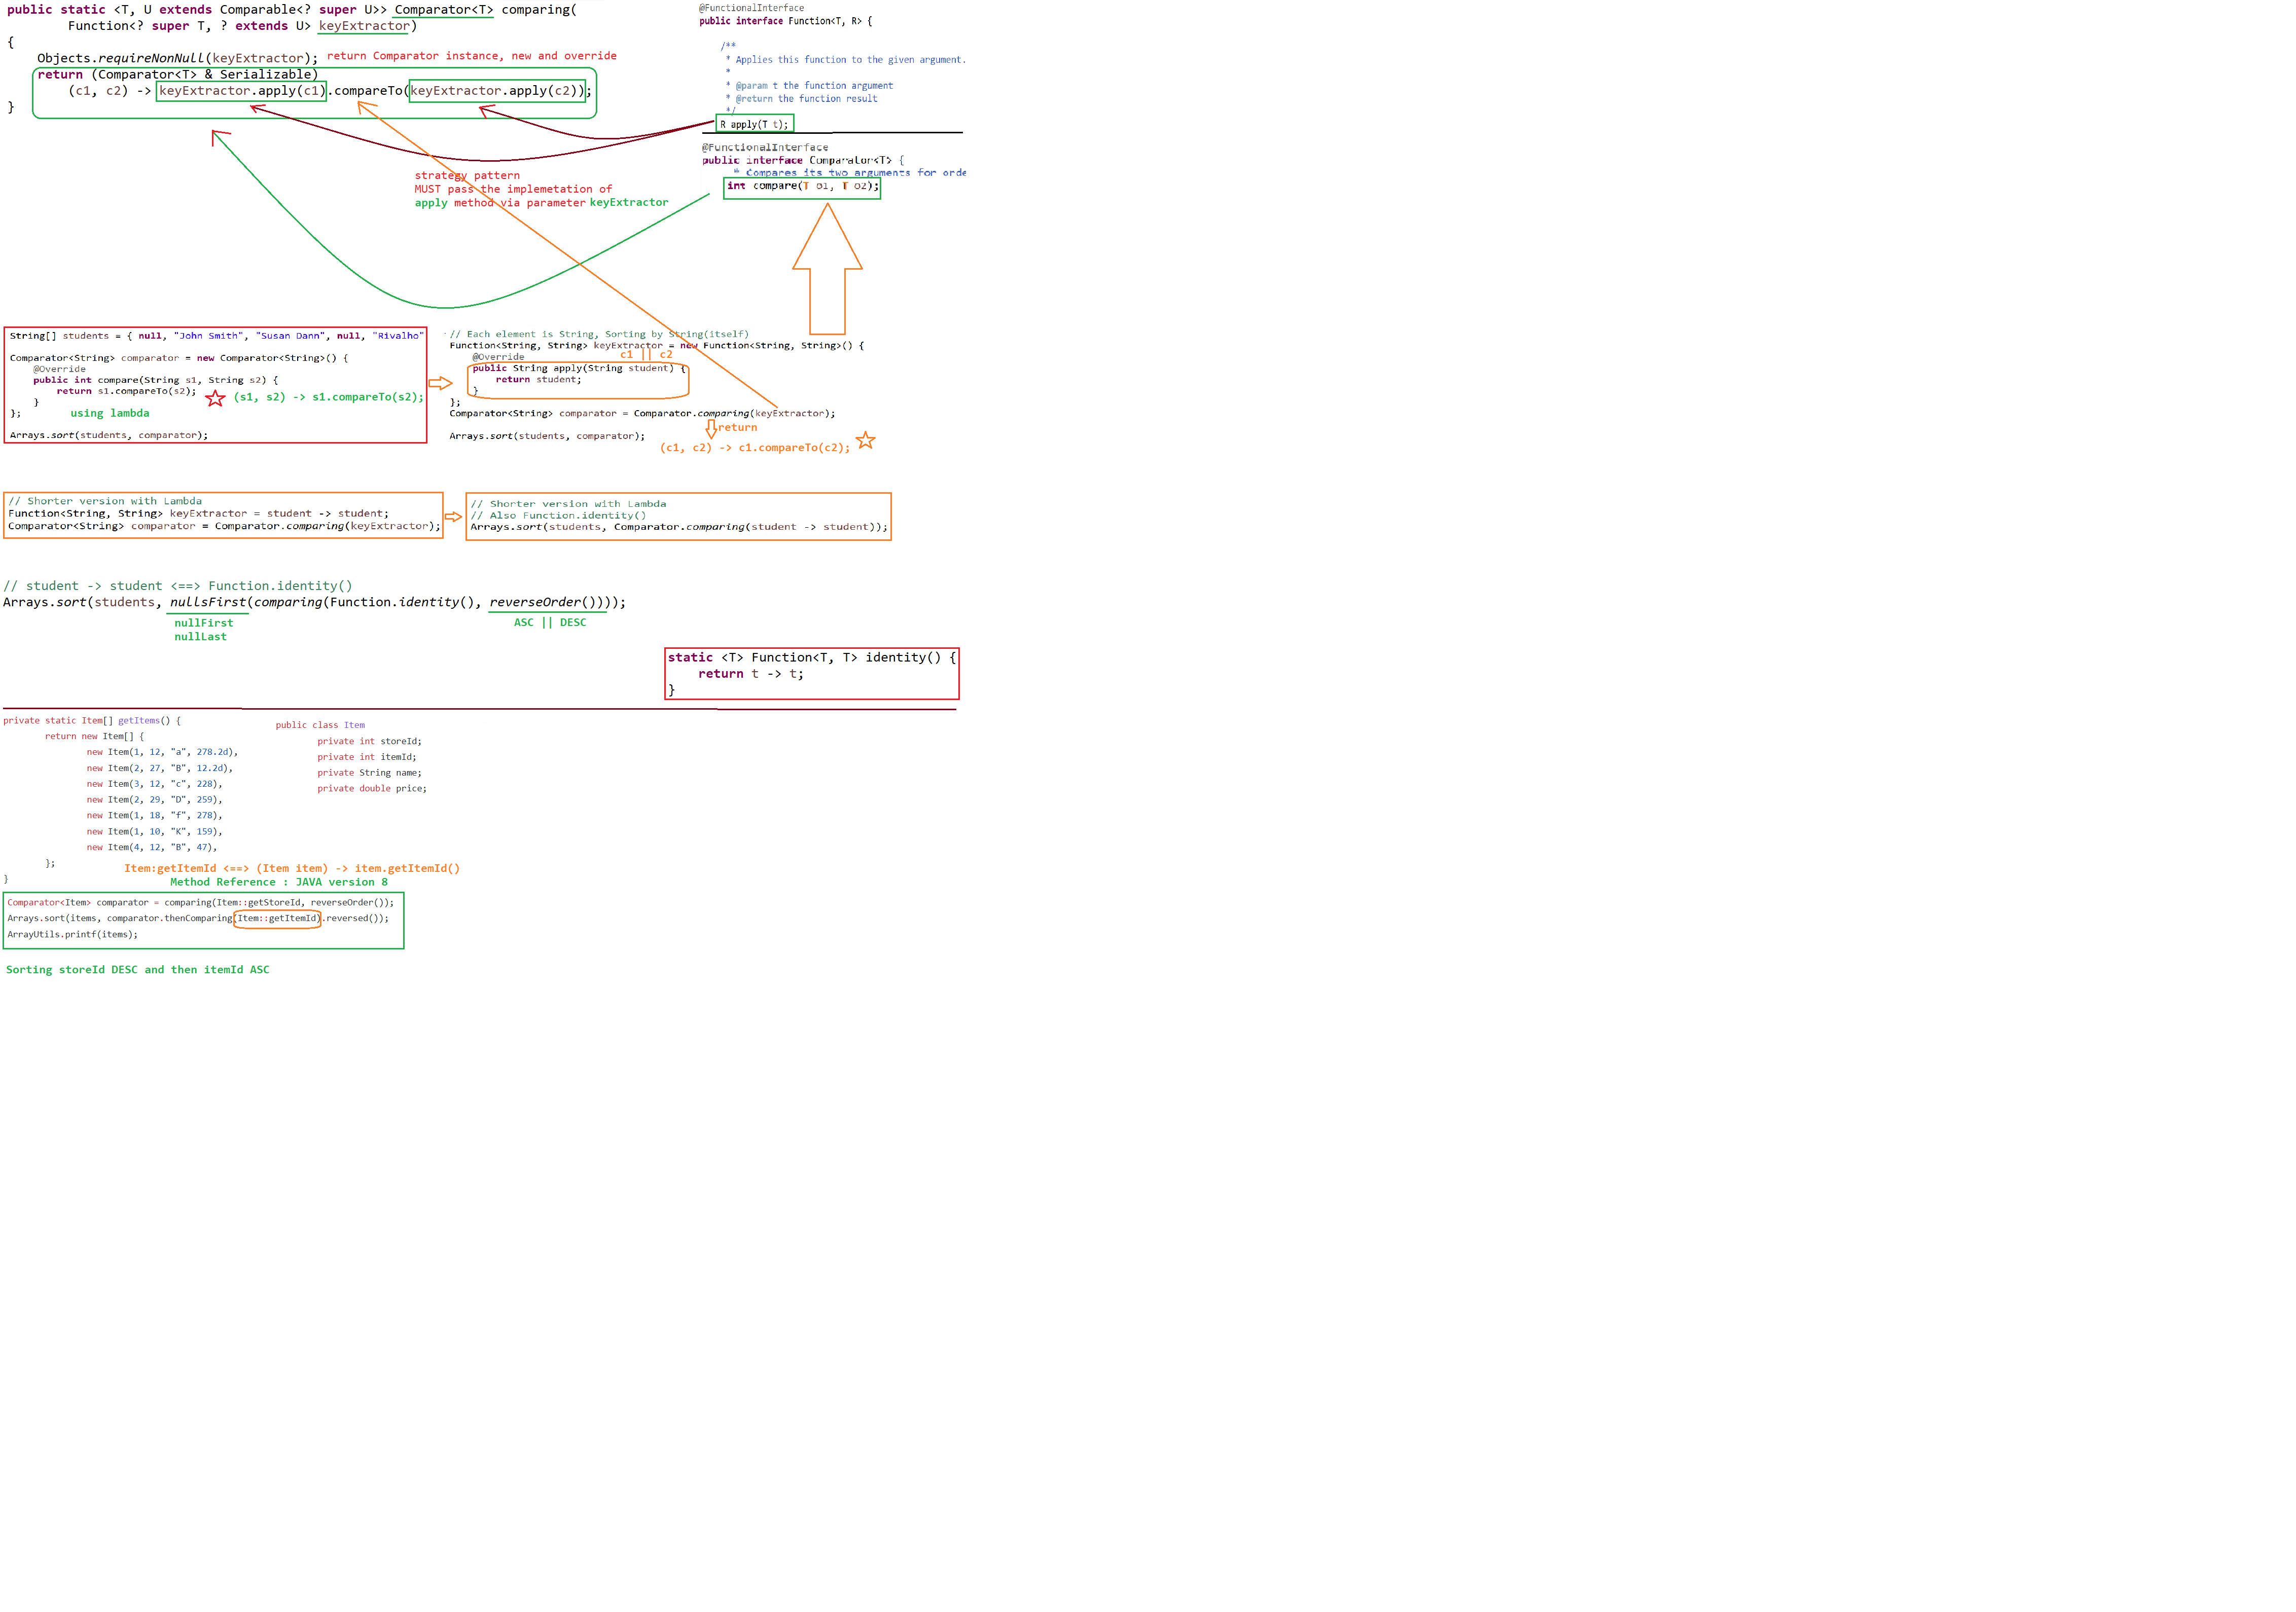 public static <T, U extends Comparable<? super U>> Comparator<T> comparing(
Function<? super T, ? extends U> keyExtractor)
{
Objects.requireNonNull(keyExtractor); return Comparator instance, new and override
return (Comparator<T> & Serializable)
(c1, c2) -> keyExtractor.apply(c1).compareTo(keyExtractor.apply(c2));
}
@FunctionalInterface
public interface Function<T, R> {
/**
* Applies this function to the given argument.
*
* @param t the function argument
* @return the function result
*/
R apply(T t);
@FunctionalInterface
public interface Comparator<T> {
* Compares its two arguments for orde
int compare(T o1, T o2);
strategy pattern
MUST pass the implemetation of
apply method via parameter keyExtractor
String[] students = { null, "John Smith", "Susan Dann", null, "Rivalho"
Comparator<String> comparator = new Comparator<String>() {
@Override
public int compare(String s1, String s2) {
return s1.compareTo(s2);
(s1, s2) -> s1.compareTo(s2);
}
};
using lambda
Arrays.sort(students, comparator);
// Each element is String, Sorting by String(itself)
Function<String, String> keyExtractor = new Function<String, String>() {
@Override
c1 || c2
public String apply(String student) {
return student;
}
};
Comparator<String> comparator = Comparator.comparing(keyExtractor);
return
Arrays.sort(students, comparator);
(c1, c2) -> c1.compareTo(c2);
// Shorter version with Lambda
Function<String, String> keyExtractor = student -> student;
Comparator<String> comparator = Comparator.comparing(keyExtractor);
// Shorter version with Lambda
// Also Function.identity()
Arrays.sort(students, Comparator.comparing(student -> student));
// student -> student <==> Function.identity()
Arrays.sort(students, nullsFirst(comparing(Function.identity(), reverseOrder())));
nullFirst
nullLast
ASC || DESC
static <T> Function<T, T> identity() {
return t -> t;
}
private static Item[] getItems() {
return new Item[] {
new Item(1, 12, "a", 278.2d),
new Item(2, 27, "B", 12.2d),
new Item(3, 12, "c", 228),
new Item(2, 29, "D", 259),
new Item(1, 18, "f", 278),
new Item(1, 10, "K", 159),
new Item(4, 12, "B", 47),
};
}
public class Item
private int storeId;
private int itemId;
private String name;
private double price;
Item:getItemId <==> (Item item) -> item.getItemId()
Method Reference : JAVA version 8
Comparator<Item> comparator = comparing(Item::getStoreId, reverseOrder());
Arrays.sort(items, comparator.thenComparing(Item::getItemId).reversed());
ArrayUtils.printf(items);
Sorting storeId DESC and then itemId ASC